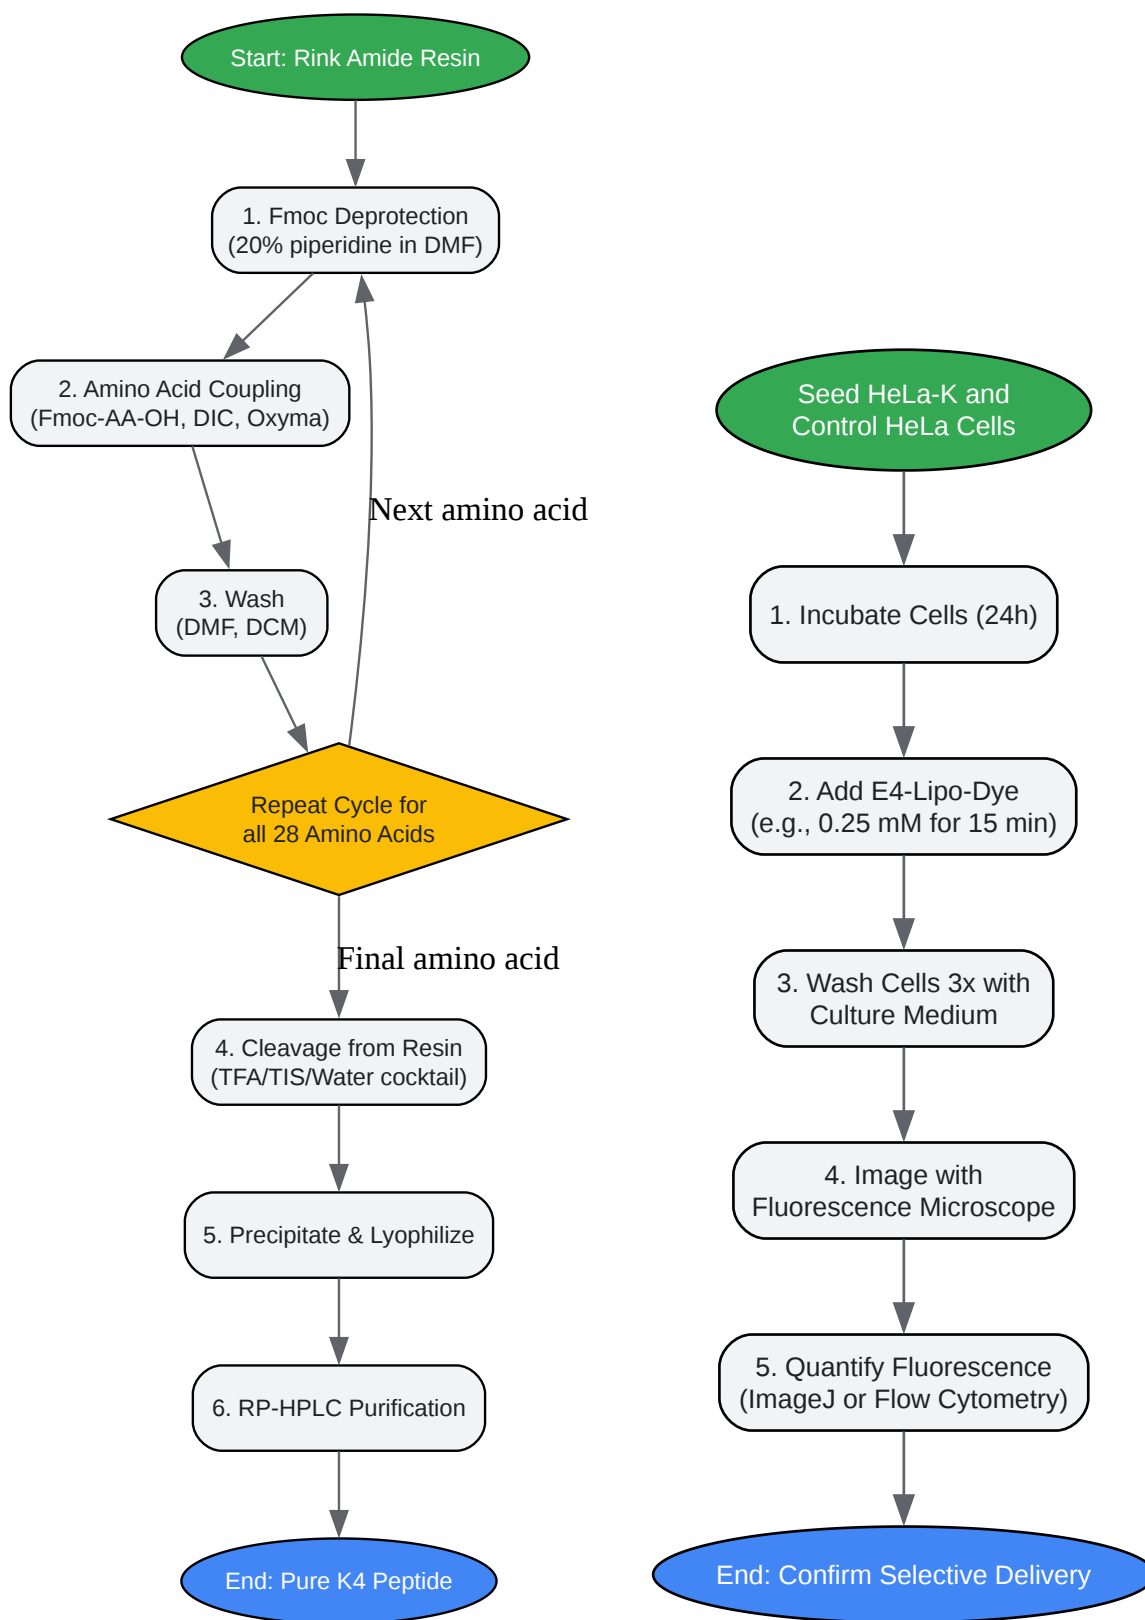 Start: Rink Amide Resin
1. Fmoc Deprotection
(20% piperidine in DMF)
2. Amino Acid Coupling
(Fmoc-AA-OH, DIC, Oxyma)
Next amino acid
3. Wash
(DMF, DCM)
Repeat Cycle for
all 28 Amino Acids
Final amino acid
4. Cleavage from Resin
(TFA/TIS/Water cocktail)
5. Precipitate & Lyophilize
6. RP-HPLC Purification
End: Pure K4 Peptide
Seed HeLa-K and
Control HeLa Cells
1. Incubate Cells (24h)
2. Add E4-Lipo-Dye
(e.g., 0.25 mM for 15 min)
3. Wash Cells 3x with
Culture Medium
4. Image with
Fluorescence Microscope
5. Quantify Fluorescence
(ImageJ or Flow Cytometry)
End: Confirm Selective Delivery